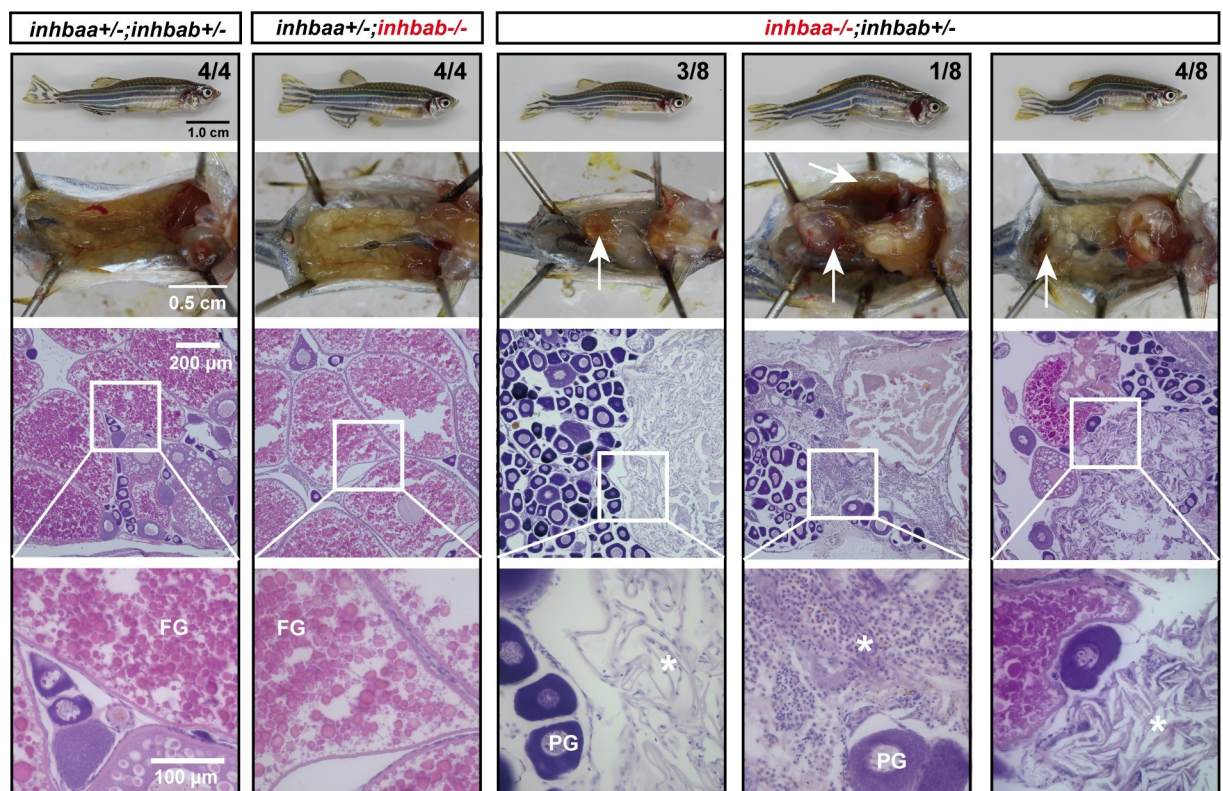 inhbaa+/-;inhbab+/-
inhbaa+/-;inhbab-/-
inhbaa-/-;inhbab+/-
4/4
4/4
3/8
1/8
4/8
1.0 cm
0.5 cm
200 µm
FG
FG
*
*
*
PG
PG
100 µm